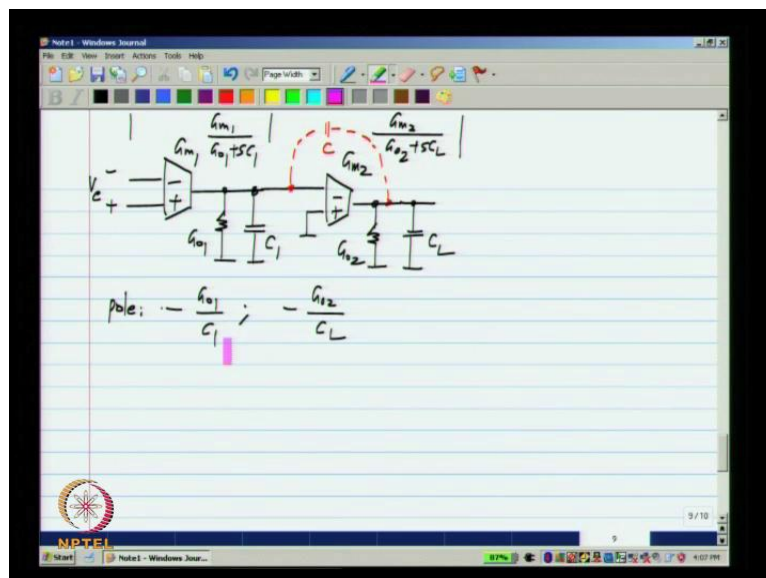 Note1 - Windows Journal
File Edit View Insert Actions Tools Help
Page Width
B I
Gm1
Gm1 / Go1+sC1
C
Gm2
Gm2 / Go2+sCL
Ve - +
- +
- +
Go1
C1
Go2
CL
pole: - Go1 / C1 ; - Go2 / CL
9/10
9
NPTEL
Start
Note1 - Windows Jour...
87%
4:07 PM